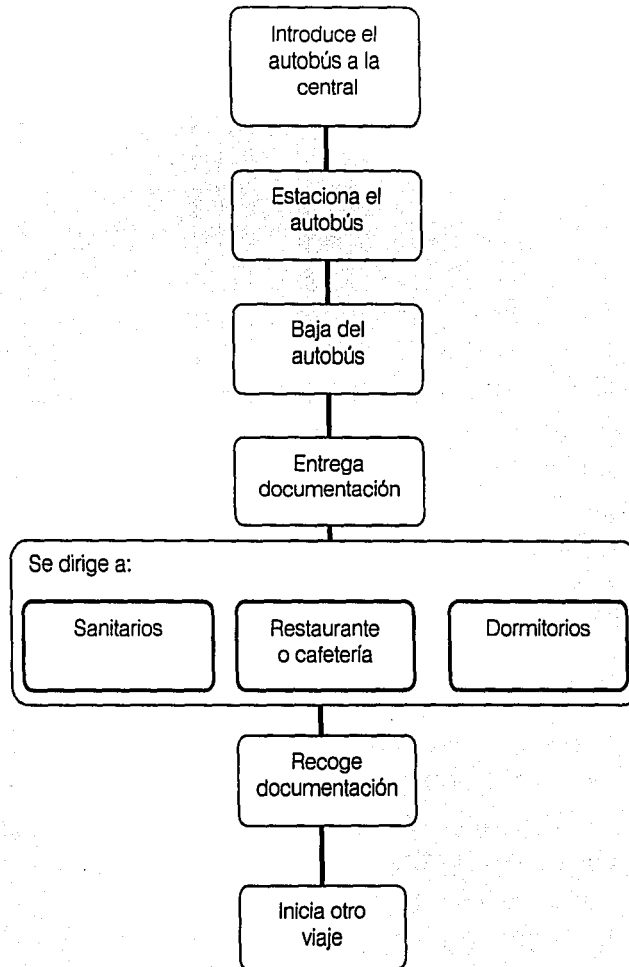 Introduce el
autobús a la
central
Estaciona el
autobús
Baja del
autobús
Entrega
documentación
Se dirige a:
Sanitarios
Restaurante
o cafetería
Dormitorios
Recoge
documentación
Inicia otro
viaje